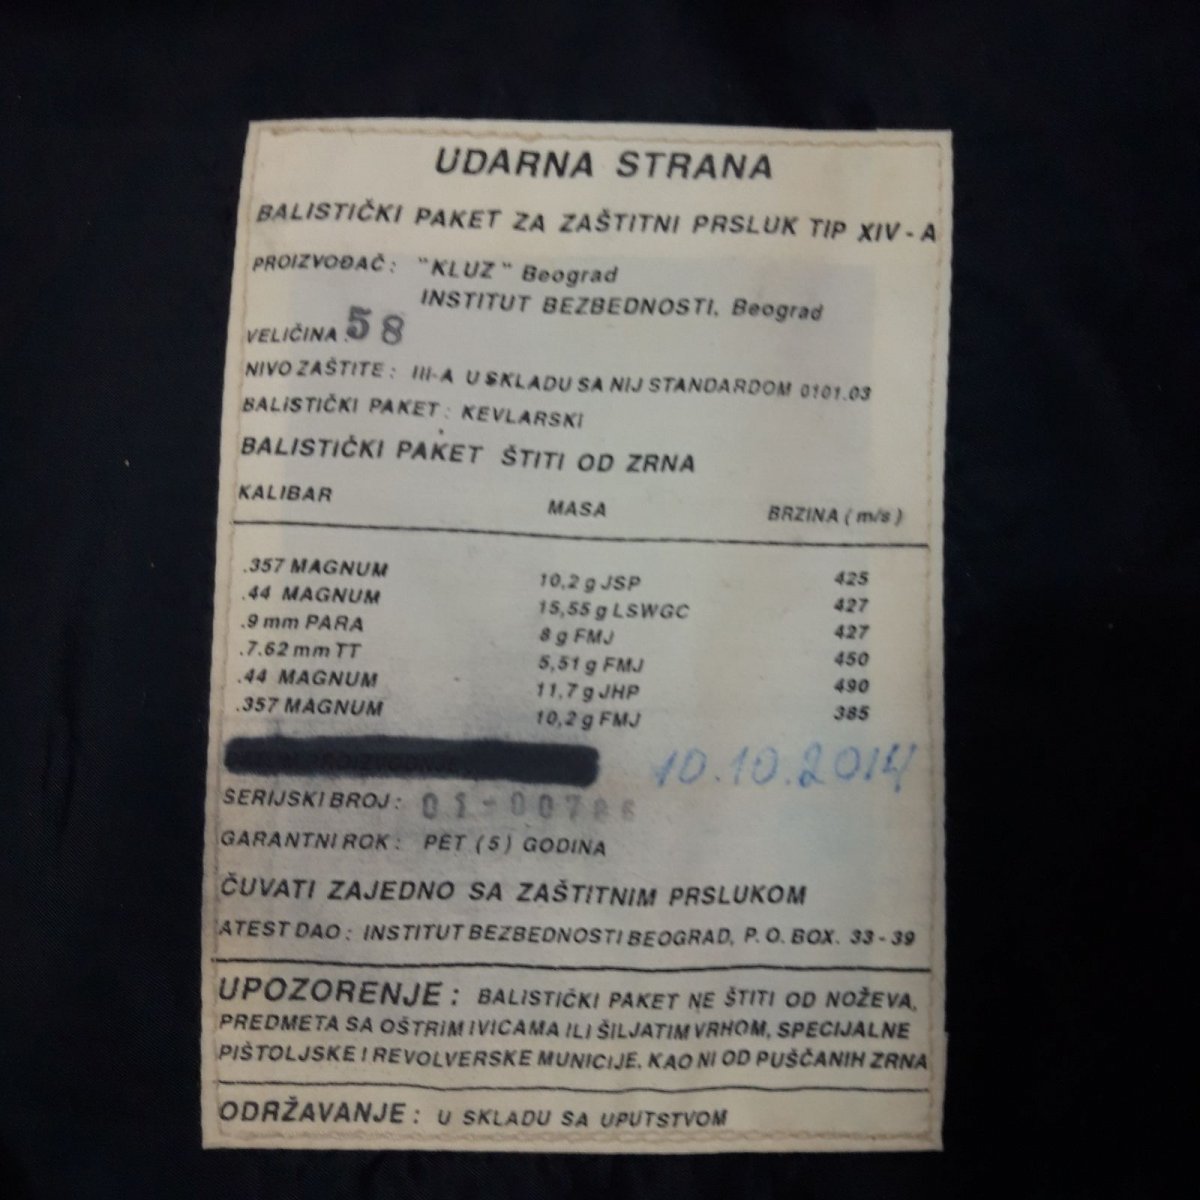 UDARNA STRANA
BALISTIČKI PAKET ZA ZAŠTITNI PRSLUK TIP XIV - A
PROIZVOĐAČ : "KLUZ" Beograd
INSTITUT BEZBEDNOSTI, Beograd
VELIČINA : 58
NIVO ZAŠTITE : III-A U SKLADU SA NIJ STANDARDOM 0101.03
BALISTIČKI PAKET : KEVLARSKI
BALISTIČKI PAKET ŠTITI OD ZRNA
KALIBAR MASA BRZINA ( m/s )
.357 MAGNUM 10,2 g JSP 425
.44 MAGNUM 15,55 g LSWGC 427
.9 mm PARA 8 g FMJ 427
.7.62 mm TT 5,51 g FMJ 450
.44 MAGNUM 11,7 g JHP 490
.357 MAGNUM 10,2 g FMJ 385
PROIZVODNJE 10.10.2014
SERIJSKI BROJ : 01-00786
GARANTNI ROK : PET (5) GODINA
ČUVATI ZAJEDNO SA ZAŠTITNIM PRSLUKOM
ATEST DAO : INSTITUT BEZBEDNOSTI BEOGRAD, P. O. BOX. 33 - 39
UPOZORENJE : BALISTIČKI PAKET NE ŠTITI OD NOŽEVA,
PREDMETA SA OŠTRIM IVICAMA ILI ŠILJATIM VRHOM, SPECIJALNE
PIŠTOLJSKE I REVOLVERSKE MUNICIJE. KAO NI OD PUŠČANIH ZRNA
ODRŽAVANJE : U SKLADU SA UPUTSTVOM